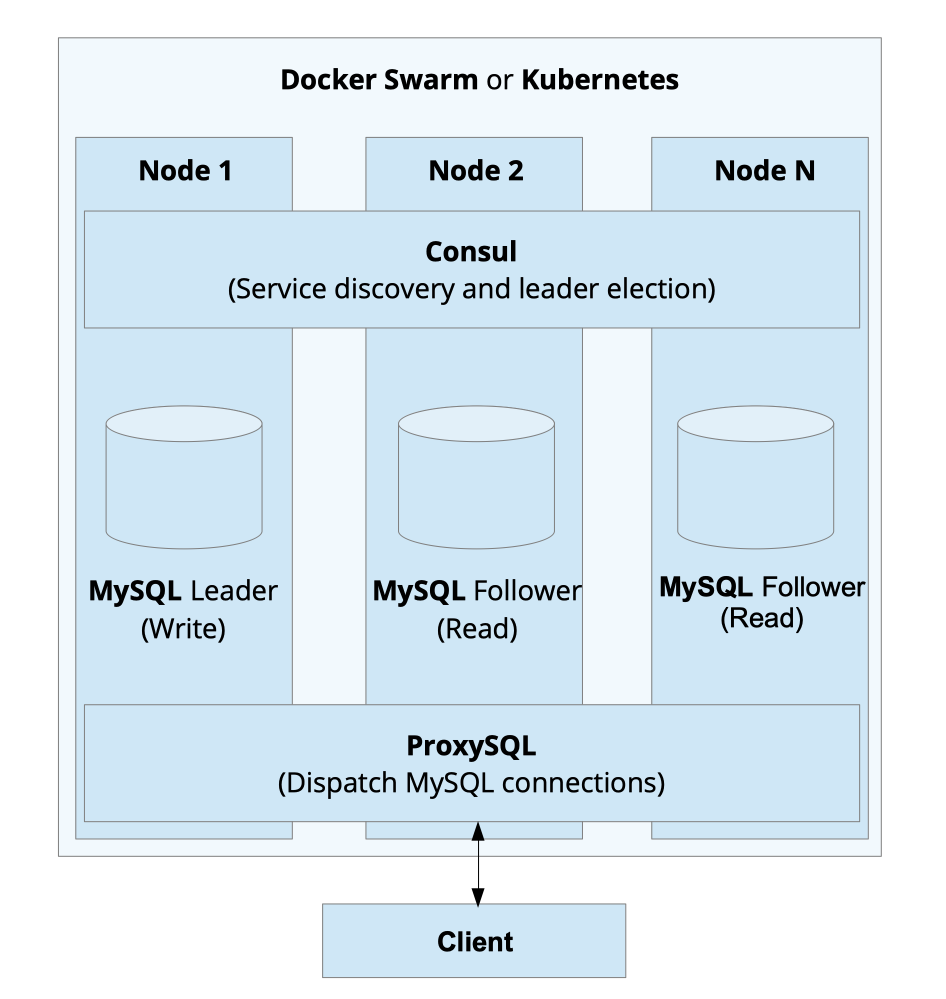 Docker Swarm or Kubernetes
Node 1
Node 2
Node N
Consul
(Service discovery and leader election)
MySQL Leader
(Write)
MySQL Follower
(Read)
MySQL Follower
(Read)
ProxySQL
(Dispatch MySQL connections)
Client